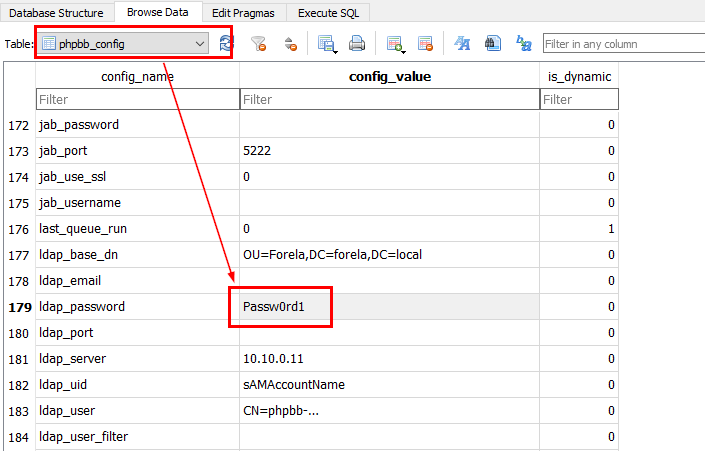 Database Structure Browse Data Edit Pragmas Execute SQL
Table: phpbb_config Filter in any column
config_name config_value is_dynamic
Filter Filter Filter
172 jab_password 0
173 jab_port 5222 0
174 jab_use_ssl 0 0
175 jab_username 0
176 last_queue_run 0 1
177 ldap_base_dn OU=Forela,DC=forela,DC=local 0
178 ldap_email 0
179 ldap_password Passw0rd1 0
180 ldap_port 0
181 ldap_server 10.10.0.11 0
182 ldap_uid sAMAccountName 0
183 ldap_user CN=phpbb-... 0
184 ldap_user_filter 0